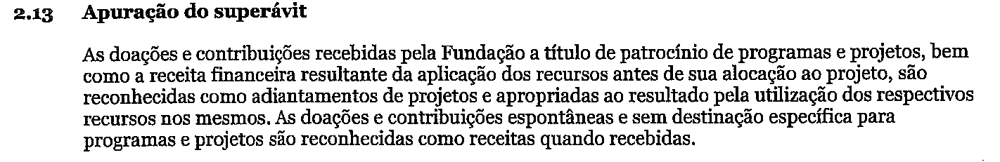 2.13 Apuração do superávit
As doações e contribuições recebidas pela Fundação a título de patrocínio de programas e projetos, bem
como a receita financeira resultante da aplicação dos recursos antes de sua alocação ao projeto, são
reconhecidas como adiantamentos de projetos e apropriadas ao resultado pela utilização dos respectivos
recursos nos mesmos. As doações e contribuições espontâneas e sem destinação específica para
programas e projetos são reconhecidas como receitas quando recebidas.